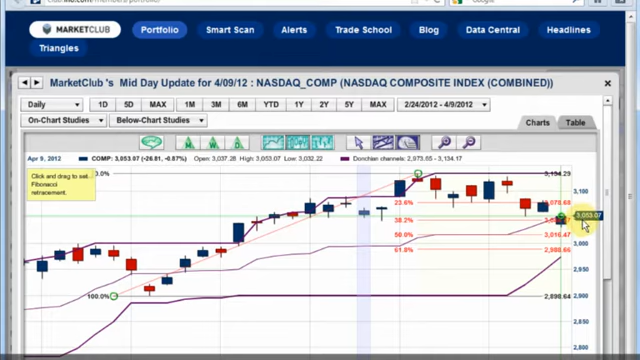 MARKETCLUB
Portfolio
Smart Scan
Alerts
Trade School
Blog
Data Central
Headlines
Triangles
MarketClub 's Mid Day Update for 4/09/12 : NASDAQ_COMP (NASDAQ COMPOSITE INDEX (COMBINED))
Daily
1D
5D
MAX
1M
3M
6M
YTD
1Y
2Y
5Y
MAX
2/24/2012 - 4/9/2012
On-Chart Studies
Below-Chart Studies
Charts
Table
Apr 9, 2012
COMP: 3,053.07 (-26.81, -0.87%) Open: 3,037.28 High: 3,053.07 Low: 3,032.22
Donchian channels: 2,973.65 - 3,134.17
Click and drag to set
Fibonacci
retracement.
3,134.29
3,100
23.6%
3,078.68
3,053.07
38.2%
50.0%
3,016.47
3,000
61.8%
2,988.66
2,950
100.0%
2,898.64
2,900
2,850
2,800